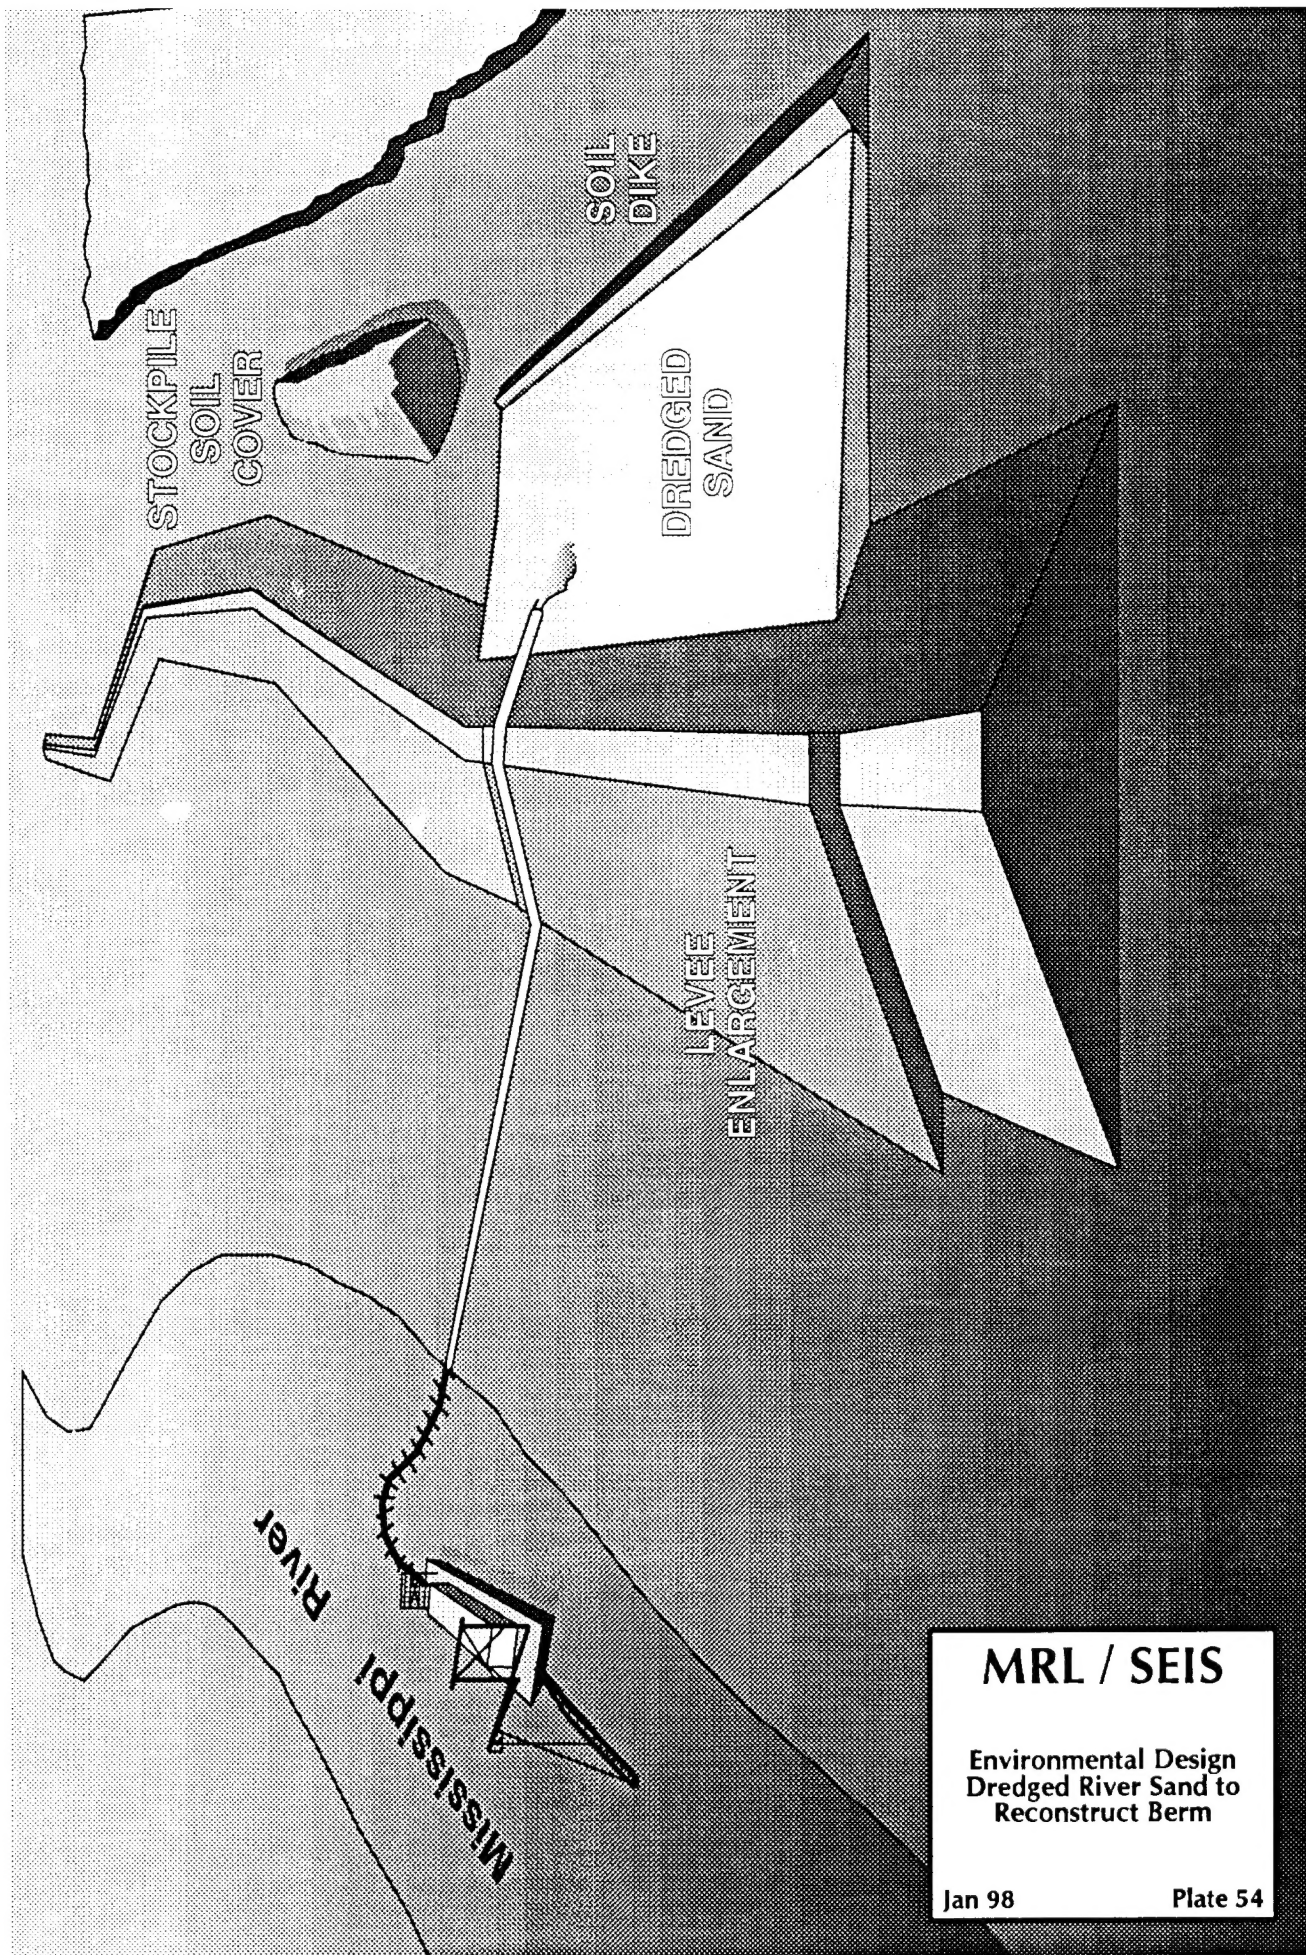 STOCKPILE
SOIL
COVER
SOIL
DIKE
DREDGED
SAND
LEVEE
ENLARGEMENT
Mississippi River
MRL / SEIS
Environmental Design
Dredged River Sand to
Reconstruct Berm
Jan 98 Plate 54